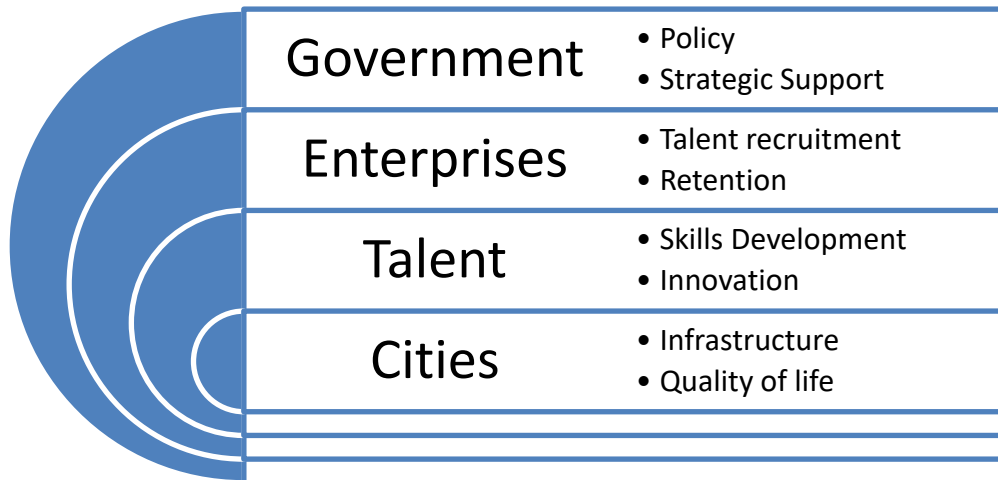 Government
• Policy
• Strategic Support
Enterprises
• Talent recruitment
• Retention
Talent
• Skills Development
• Innovation
Cities
• Infrastructure
• Quality of life